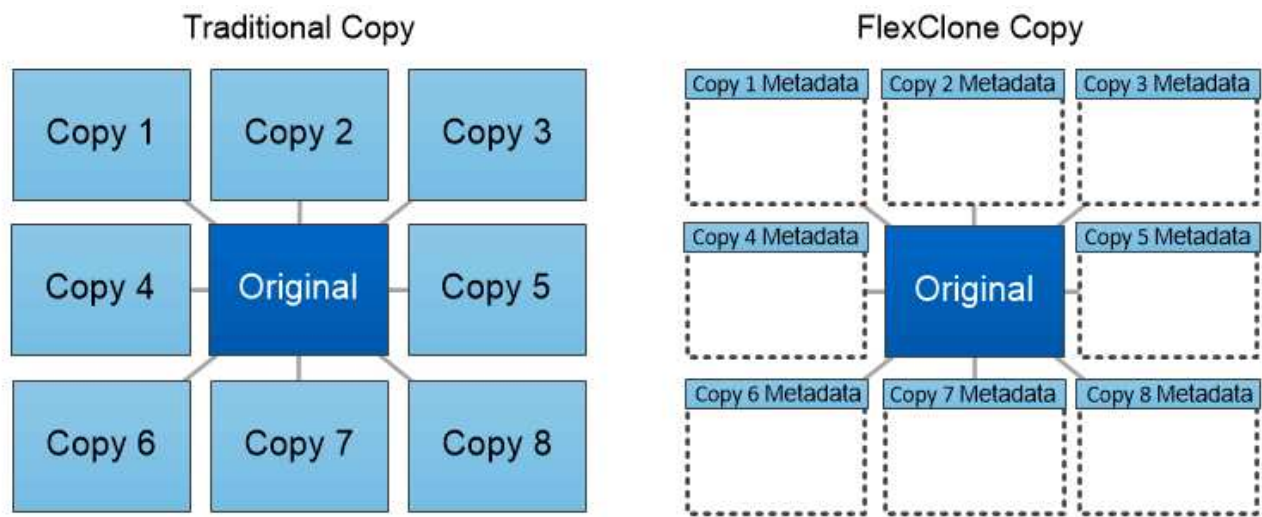 Traditional Copy
Copy 1
Copy 2
Copy 3
Copy 4
Original
Copy 5
Copy 6
Copy 7
Copy 8
FlexClone Copy
Copy 1 Metadata
Copy 2 Metadata
Copy 3 Metadata
Copy 4 Metadata
Original
Copy 5 Metadata
Copy 6 Metadata
Copy 7 Metadata
Copy 8 Metadata